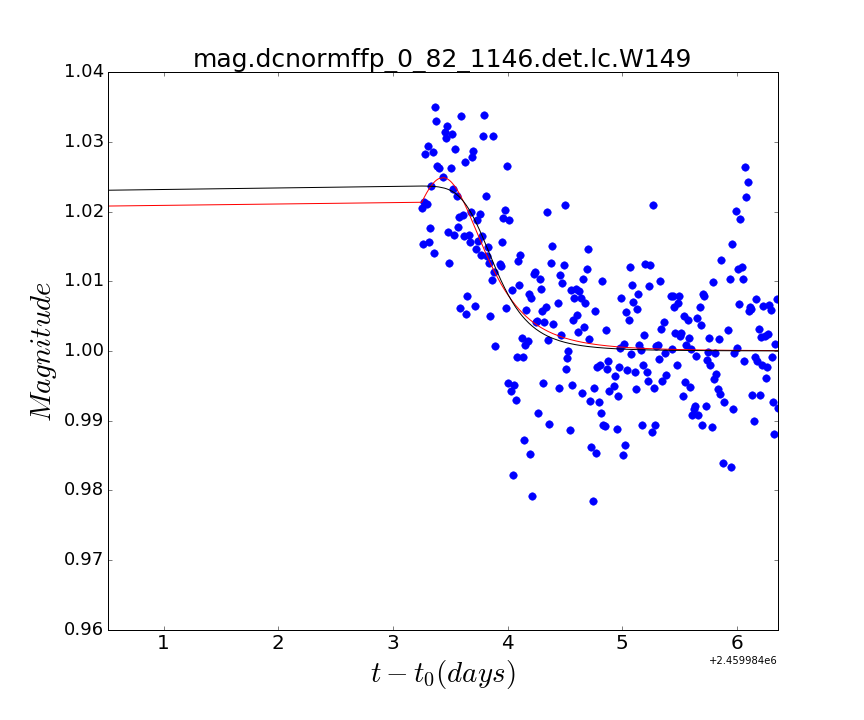 mag.dcnormffp_0_82_1146.det.lc.W149
1.04
1.03
1.02
1.01
1.00
0.99
0.98
0.97
0.96
Magnitude
1 2 3 4 5 6
+2.459984e6
t − t₀(days)